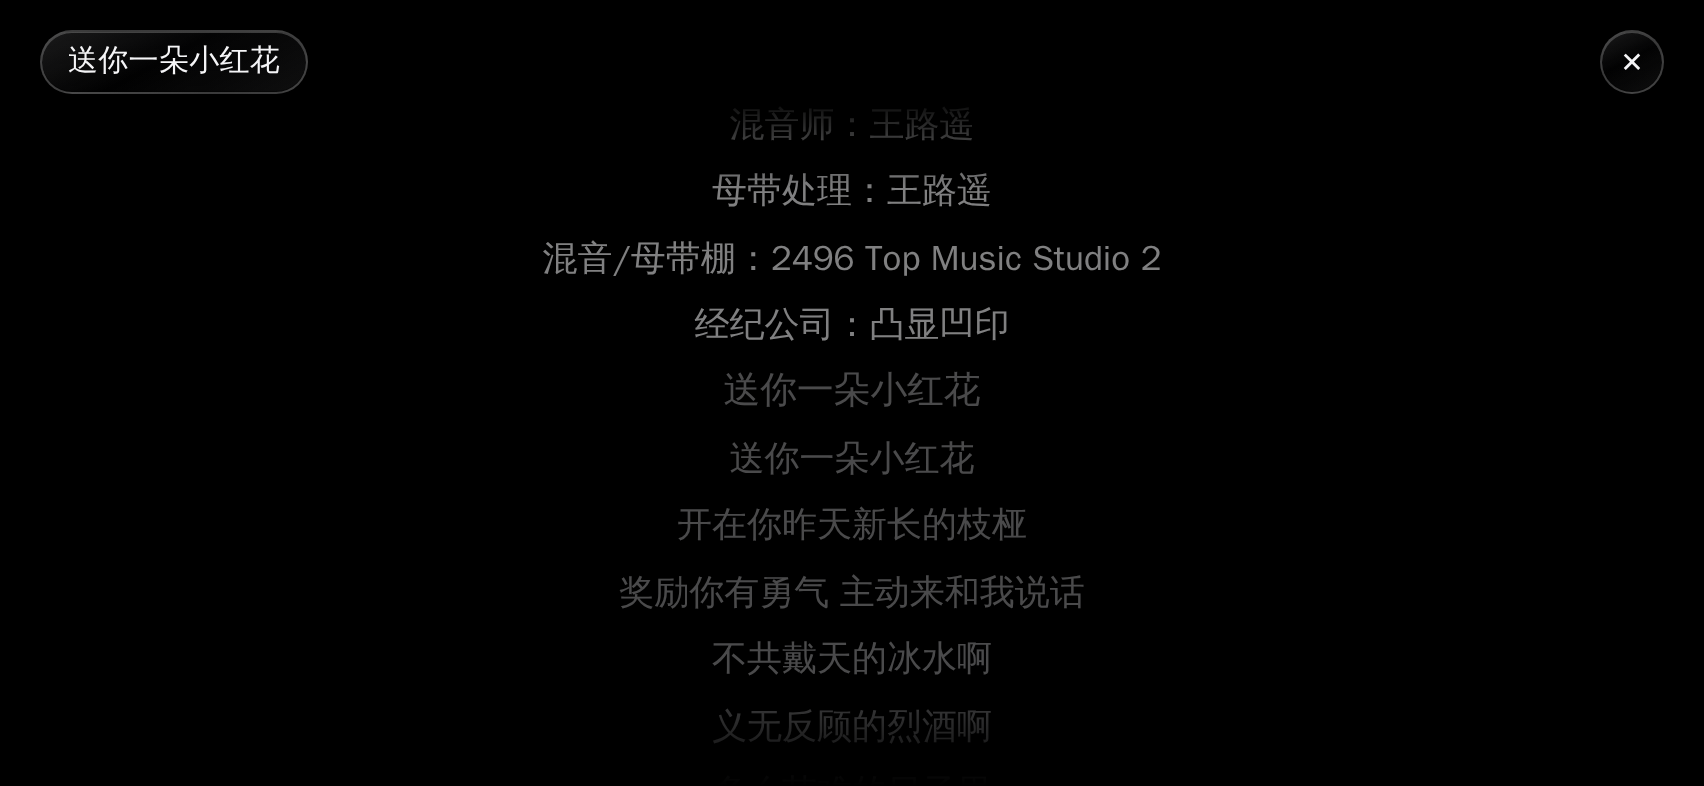 送你一朵小红花
混音师：王路遥
母带处理：王路遥
混音/母带棚：2496 Top Music Studio 2
经纪公司：凸显凹印
送你一朵小红花
送你一朵小红花
开在你昨天新长的枝桠
奖励你有勇气 主动来和我说话
不共戴天的冰水啊
义无反顾的烈酒啊